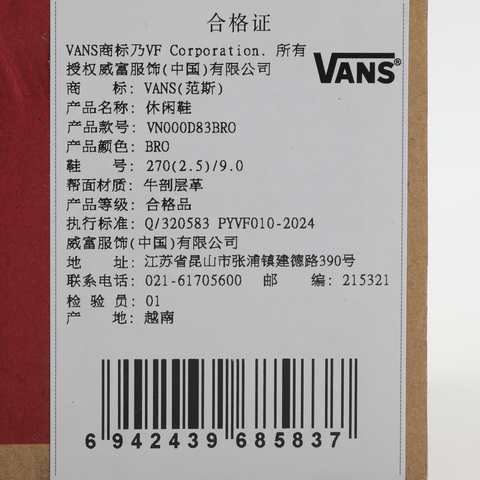 合格证
VANS商标乃VF Corporation. 所有
授权威富服饰(中国)有限公司
VANS®
商 标: VANS(范斯)
产品名称: 休闲鞋
产品款号: VN000D83BRO
产品颜色: BRO
鞋 号: 270(2.5)/9.0
帮面材质: 牛剖层革
产品等级: 合格品
执行标准: Q/320583 PYVF010-2024
威富服饰(中国)有限公司
地 址: 江苏省昆山市张浦镇建德路390号
联系电话: 021-61705600 邮 编: 215321
检 验 员: 01
产 地: 越南
6 942439 685837